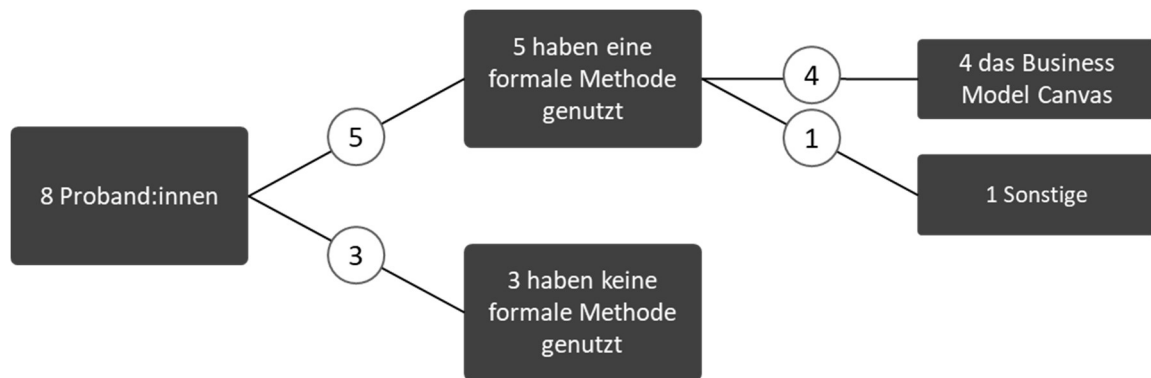 8 Proband:innen
5
3
5 haben eine
formale Methode
genutzt
3 haben keine
formale Methode
genutzt
4
1
4 das Business
Model Canvas
1 Sonstige